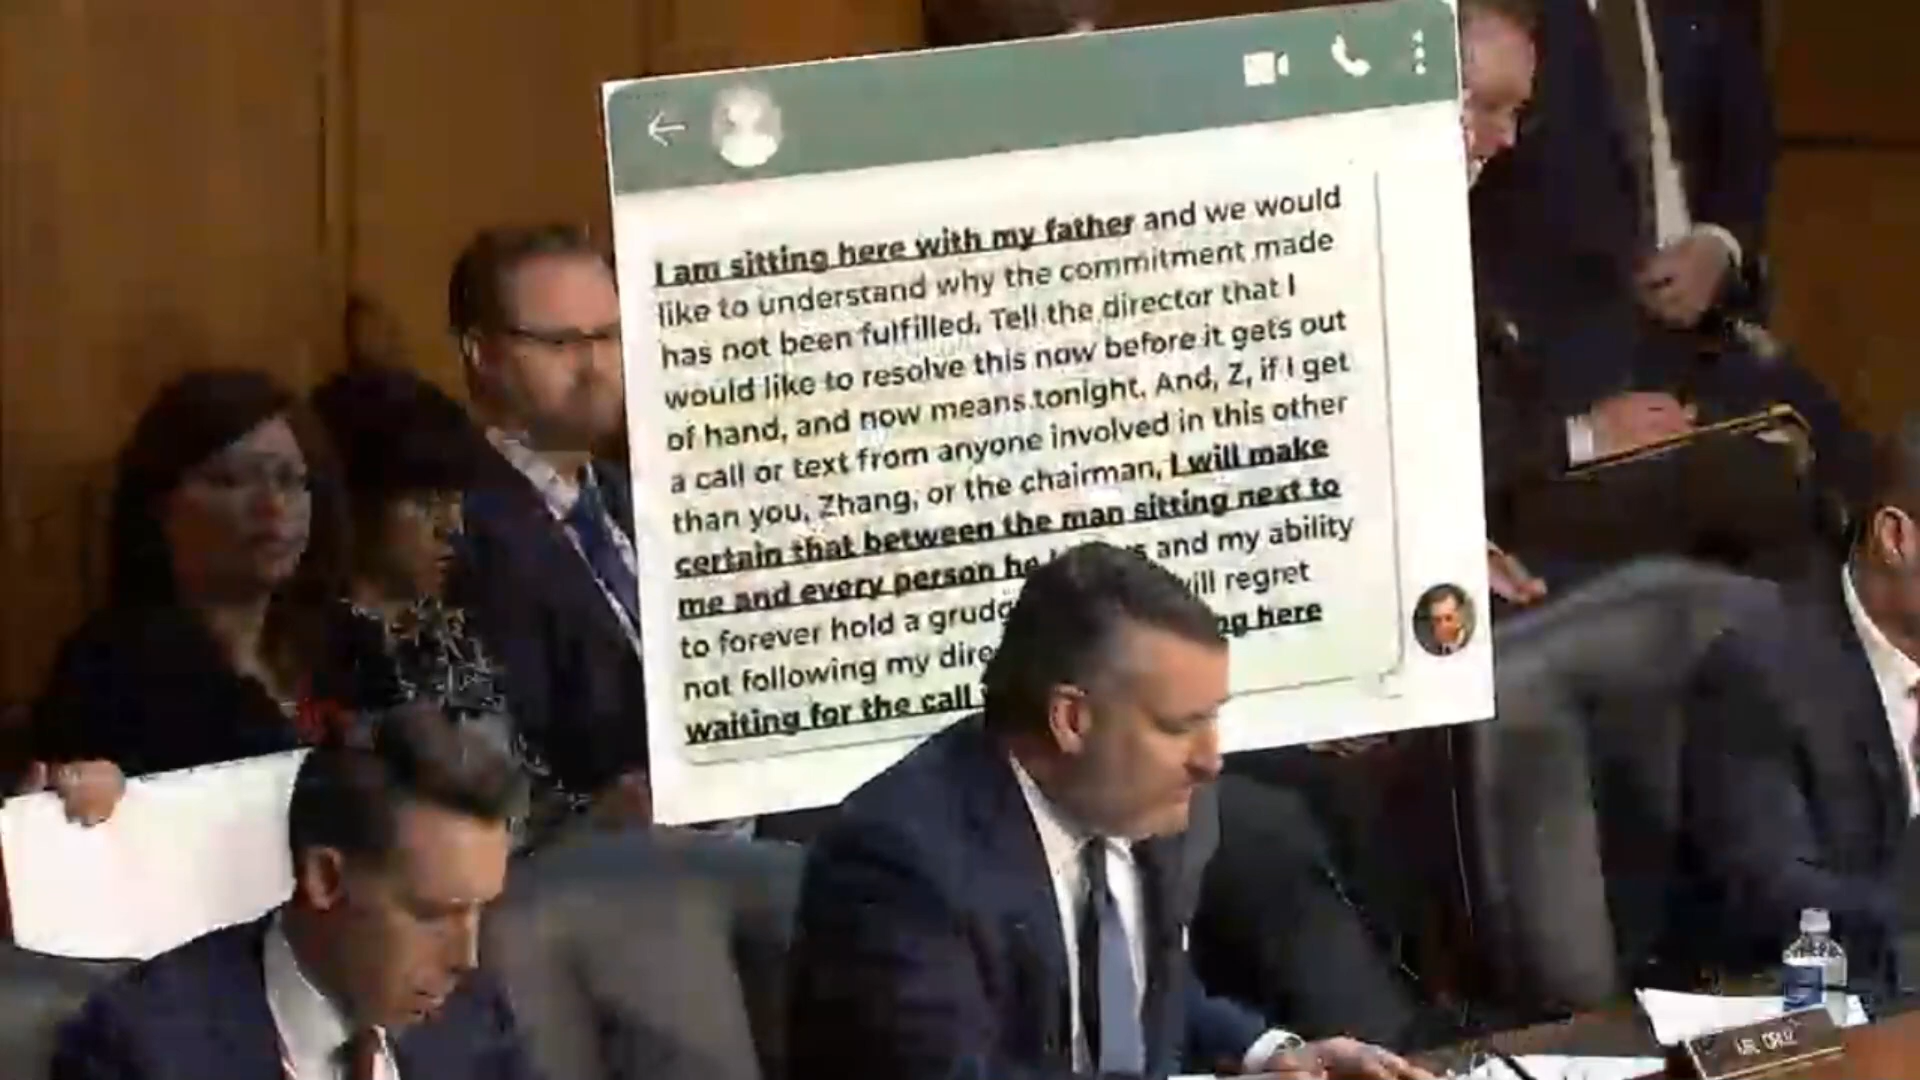 I am sitting here with my father and we would
like to understand why the commitment made
has not been fulfilled. Tell the director that I
would like to resolve this now before it gets out
of hand, and now means tonight. And, Z, if I get
a call or text from anyone involved in this other
than you, Zhang, or the chairman, I will make
certain that between the man sitting next to
me and every person he and my ability
to forever hold a grudg will regret
not following my dire ng here
waiting for the call
MR. CRUZ